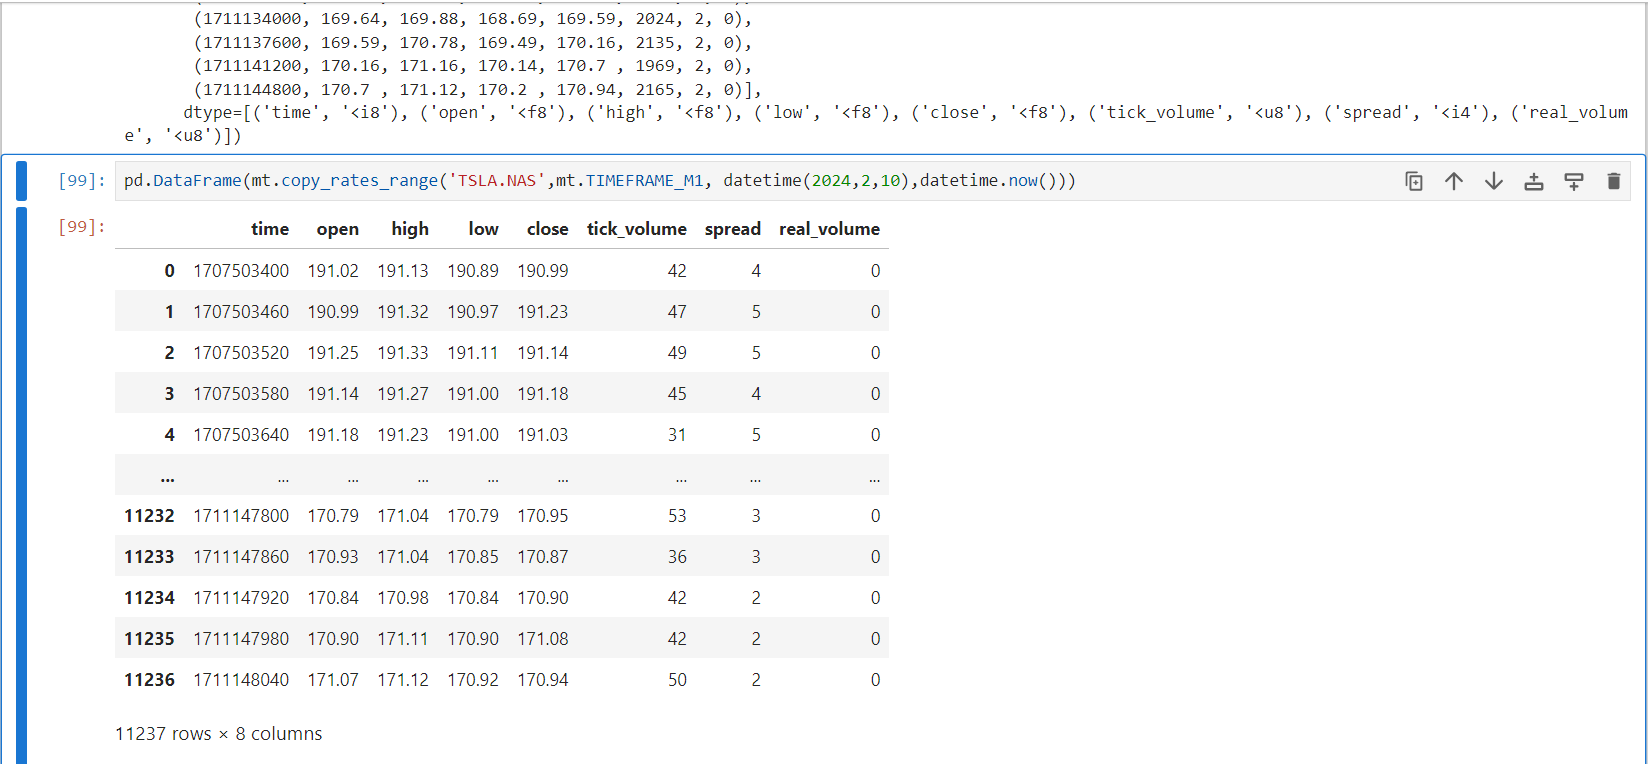 (1711134000, 169.64, 169.88, 168.69, 169.59, 2024, 2, 0),
(1711137600, 169.59, 170.78, 169.49, 170.16, 2135, 2, 0),
(1711141200, 170.16, 171.16, 170.14, 170.7 , 1969, 2, 0),
(1711144800, 170.7 , 171.12, 170.2 , 170.94, 2165, 2, 0)],
dtype=[('time', '<i8'), ('open', '<f8'), ('high', '<f8'), ('low', '<f8'), ('close', '<f8'), ('tick_volume', '<u8'), ('spread', '<i4'), ('real_volum
e', '<u8')])
[99]: pd.DataFrame(mt.copy_rates_range('TSLA.NAS',mt.TIMEFRAME_M1, datetime(2024,2,10),datetime.now()))
[99]: time open high low close tick_volume spread real_volume
0 1707503400 191.02 191.13 190.89 190.99 42 4 0
1 1707503460 190.99 191.32 190.97 191.23 47 5 0
2 1707503520 191.25 191.33 191.11 191.14 49 5 0
3 1707503580 191.14 191.27 191.00 191.18 45 4 0
4 1707503640 191.18 191.23 191.00 191.03 31 5 0
... ... ... ... ... ... ... ... ...
11232 1711147800 170.79 171.04 170.79 170.95 53 3 0
11233 1711147860 170.93 171.04 170.85 170.87 36 3 0
11234 1711147920 170.84 170.98 170.84 170.90 42 2 0
11235 1711147980 170.90 171.11 170.90 171.08 42 2 0
11236 1711148040 171.07 171.12 170.92 170.94 50 2 0
11237 rows × 8 columns